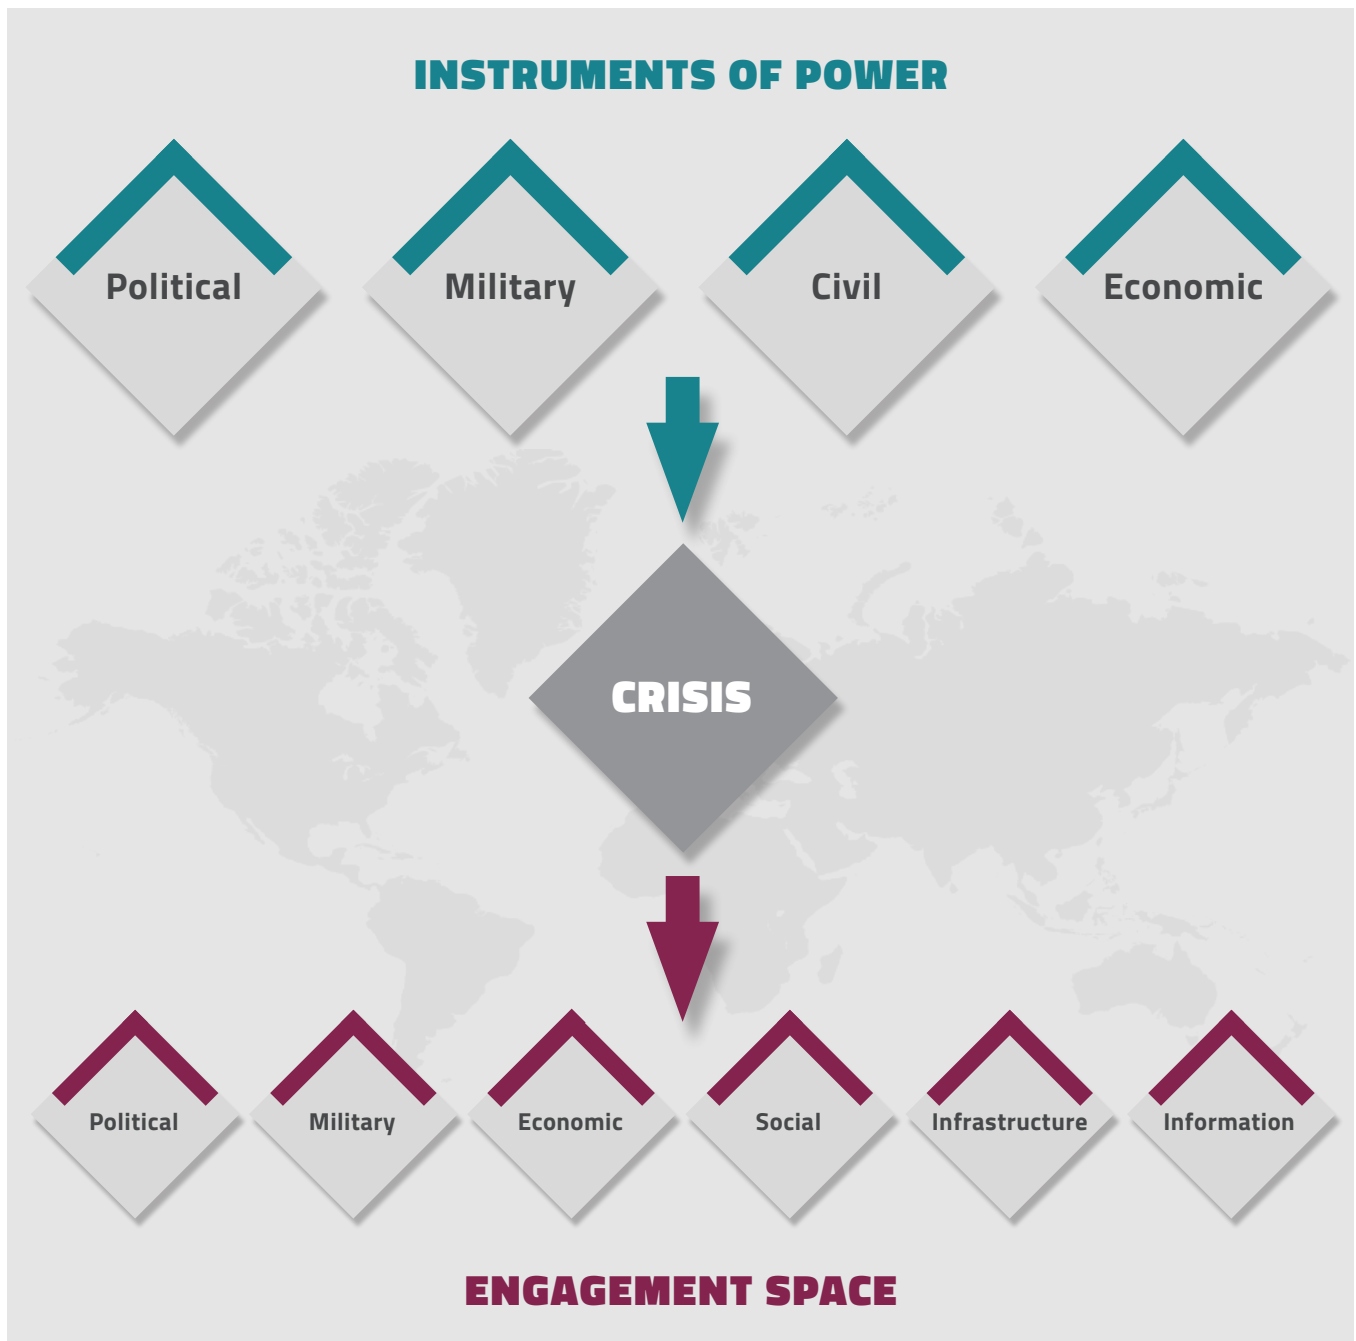 INSTRUMENTS OF POWER
Political
Military
Civil
Economic
CRISIS
Political
Military
Economic
Social
Infrastructure
Information
ENGAGEMENT SPACE